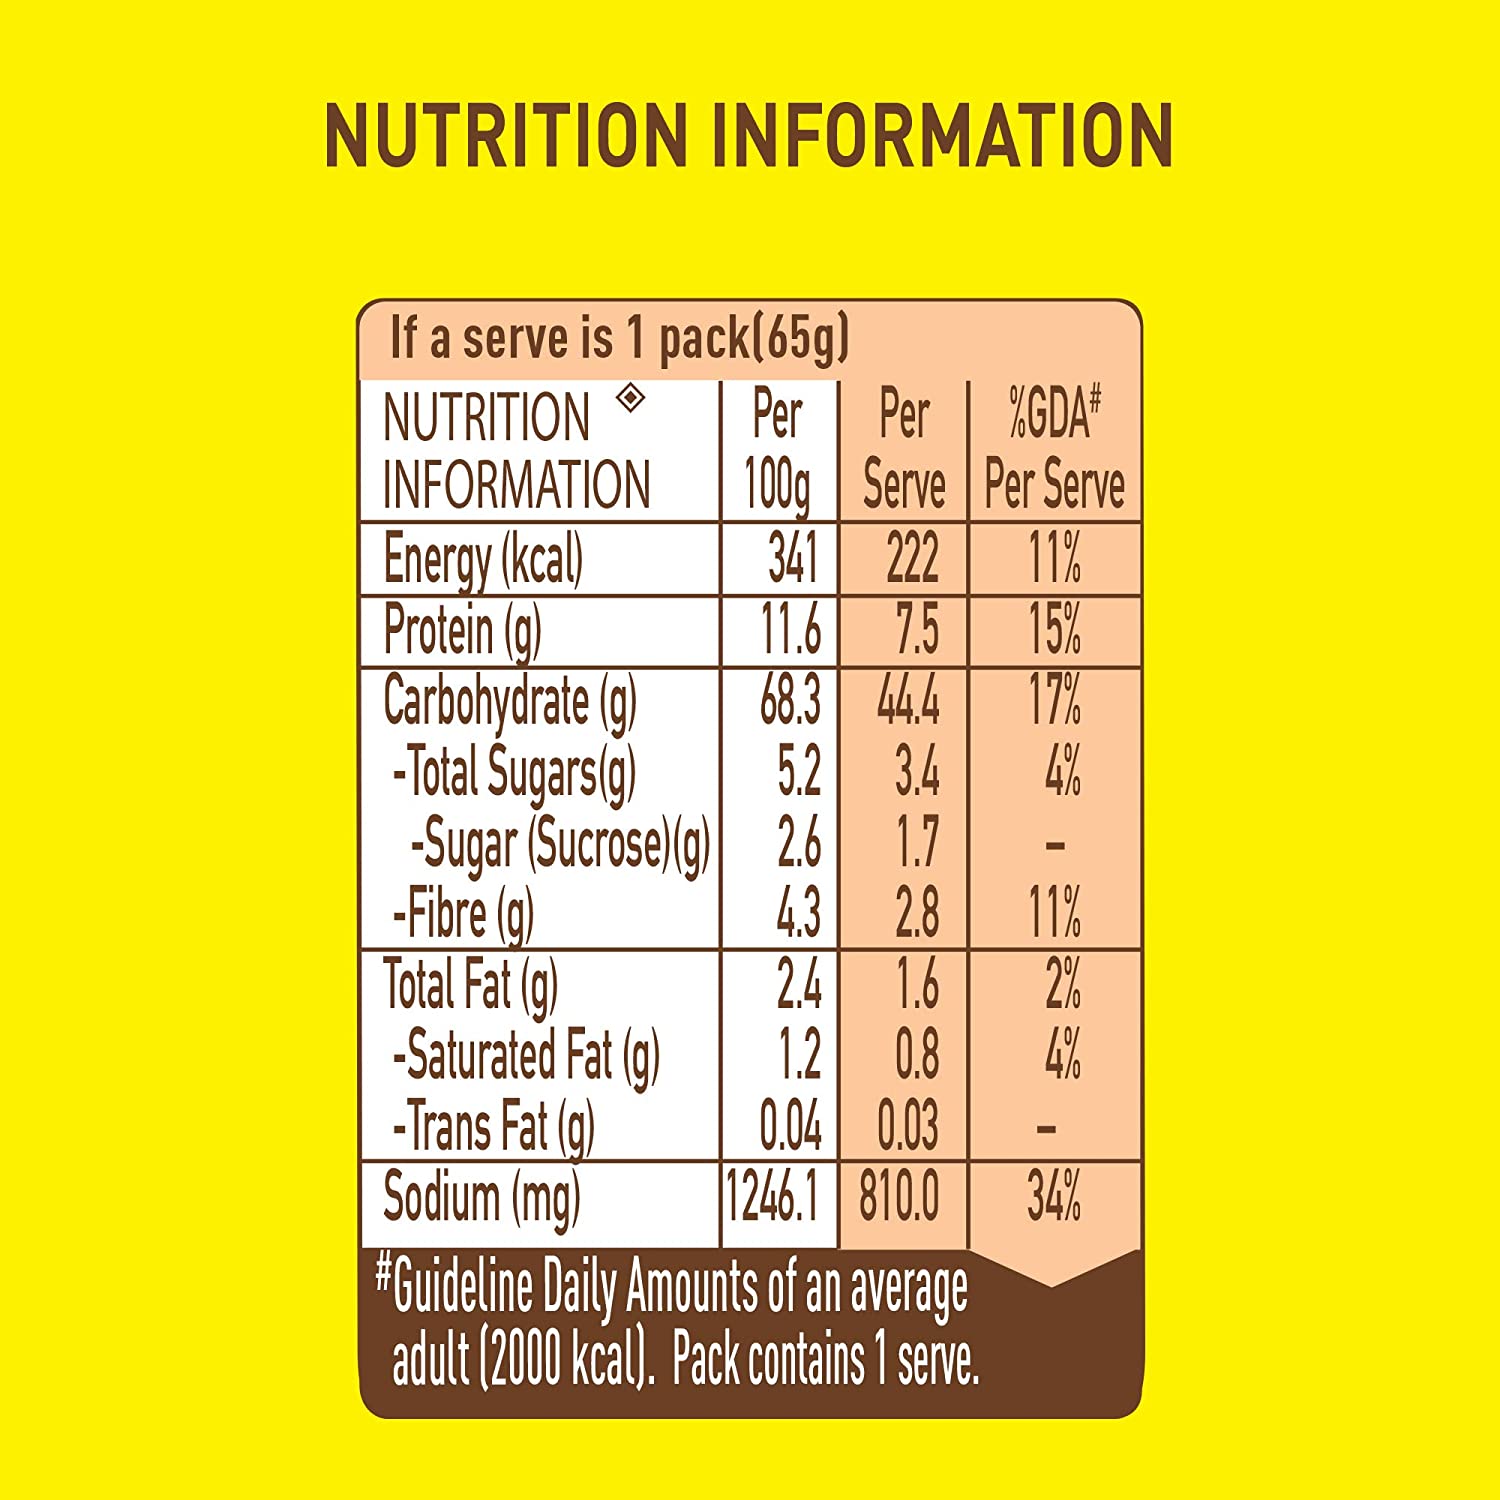 NUTRITION INFORMATION
If a serve is 1 pack(65g)
NUTRITION INFORMATION Per 100g Per Serve %GDA# Per Serve
Energy (kcal) 341 222 11%
Protein (g) 11.6 7.5 15%
Carbohydrate (g) 68.3 44.4 17%
-Total Sugars(g) 5.2 3.4 4%
-Sugar (Sucrose)(g) 2.6 1.7 –
-Fibre (g) 4.3 2.8 11%
Total Fat (g) 2.4 1.6 2%
-Saturated Fat (g) 1.2 0.8 4%
-Trans Fat (g) 0.04 0.03 –
Sodium (mg) 1246.1 810.0 34%
#Guideline Daily Amounts of an average
adult (2000 kcal). Pack contains 1 serve.